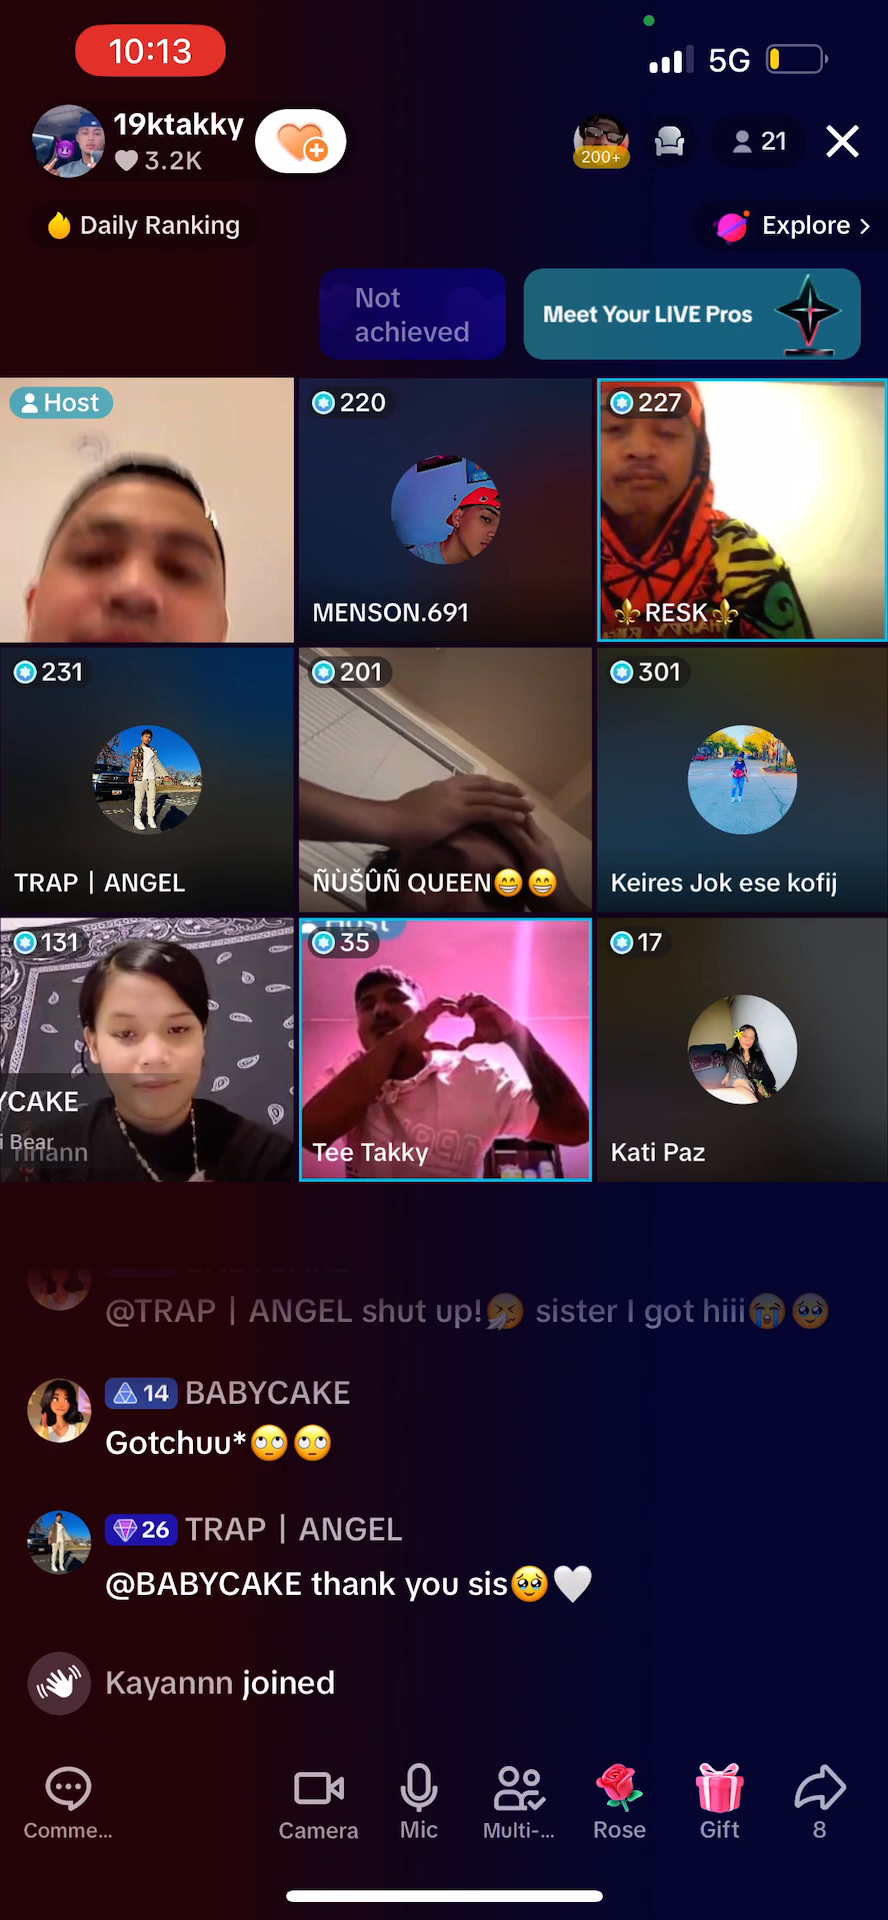 10:13
5G
19ktakky
3.2K
200+
21
Daily Ranking
Explore >
Not
achieved
Meet Your LIVE Pros
Host
220
227
MENSON.691
⚜️RESK⚜️
231
201
301
TRAP | ANGEL
ÑÙŠÛÑ QUEEN😁😁
Keires Jok ese kofij
131
Host
35
17
YCAKE
i Bear
Tee Takky
Kati Paz
@TRAP | ANGEL shut up!🤧 sister I got hiii😭🥹
14 BABYCAKE
Gotchuu*🙄🙄
26 TRAP | ANGEL
@BABYCAKE thank you sis🥹🤍
Kayannn joined
Comme...
Camera
Mic
Multi-...
Rose
Gift
8